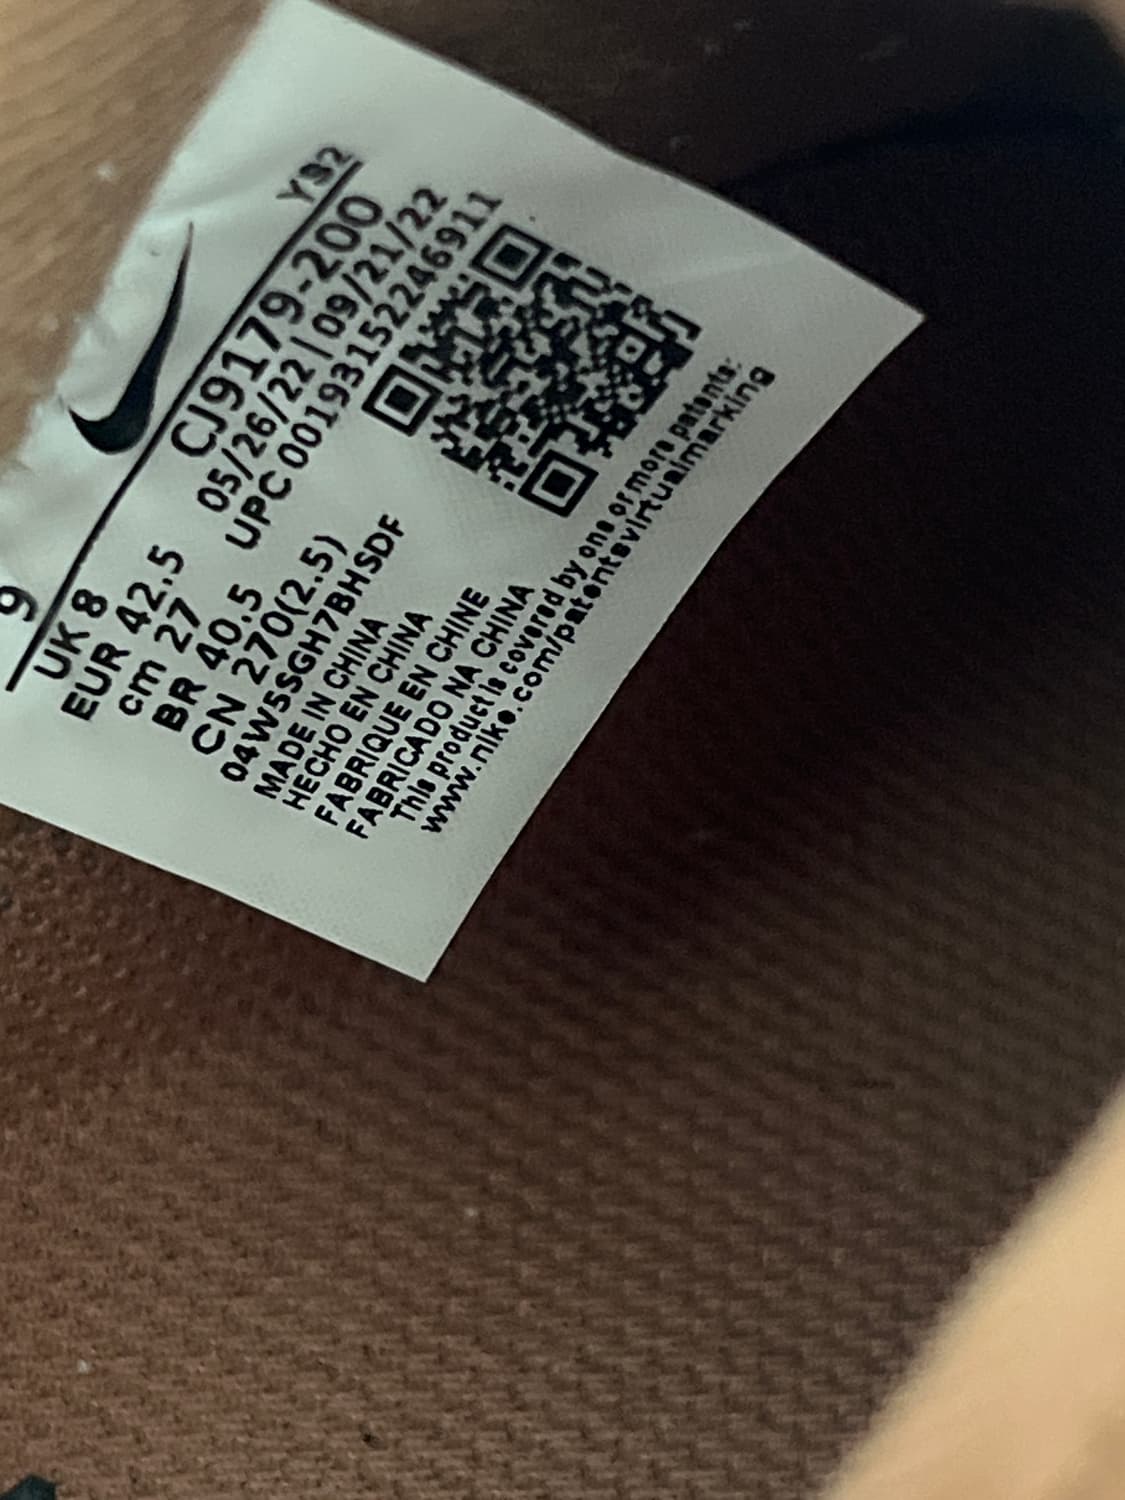 9
YS2
UK 8
EUR 42.5
cm 27
BR 40.5
CN 270(2.5)
CJ9179-200
05/26/22 | 09/21/22
UPC 00193152246911
04W5SGH7BHSDF
MADE IN CHINA
HECHO EN CHINA
FABRIQUE EN CHINE
FABRICADO NA CHINA
This product is covered by one or more patents:
www.nike.com/patentsvirtualmarking